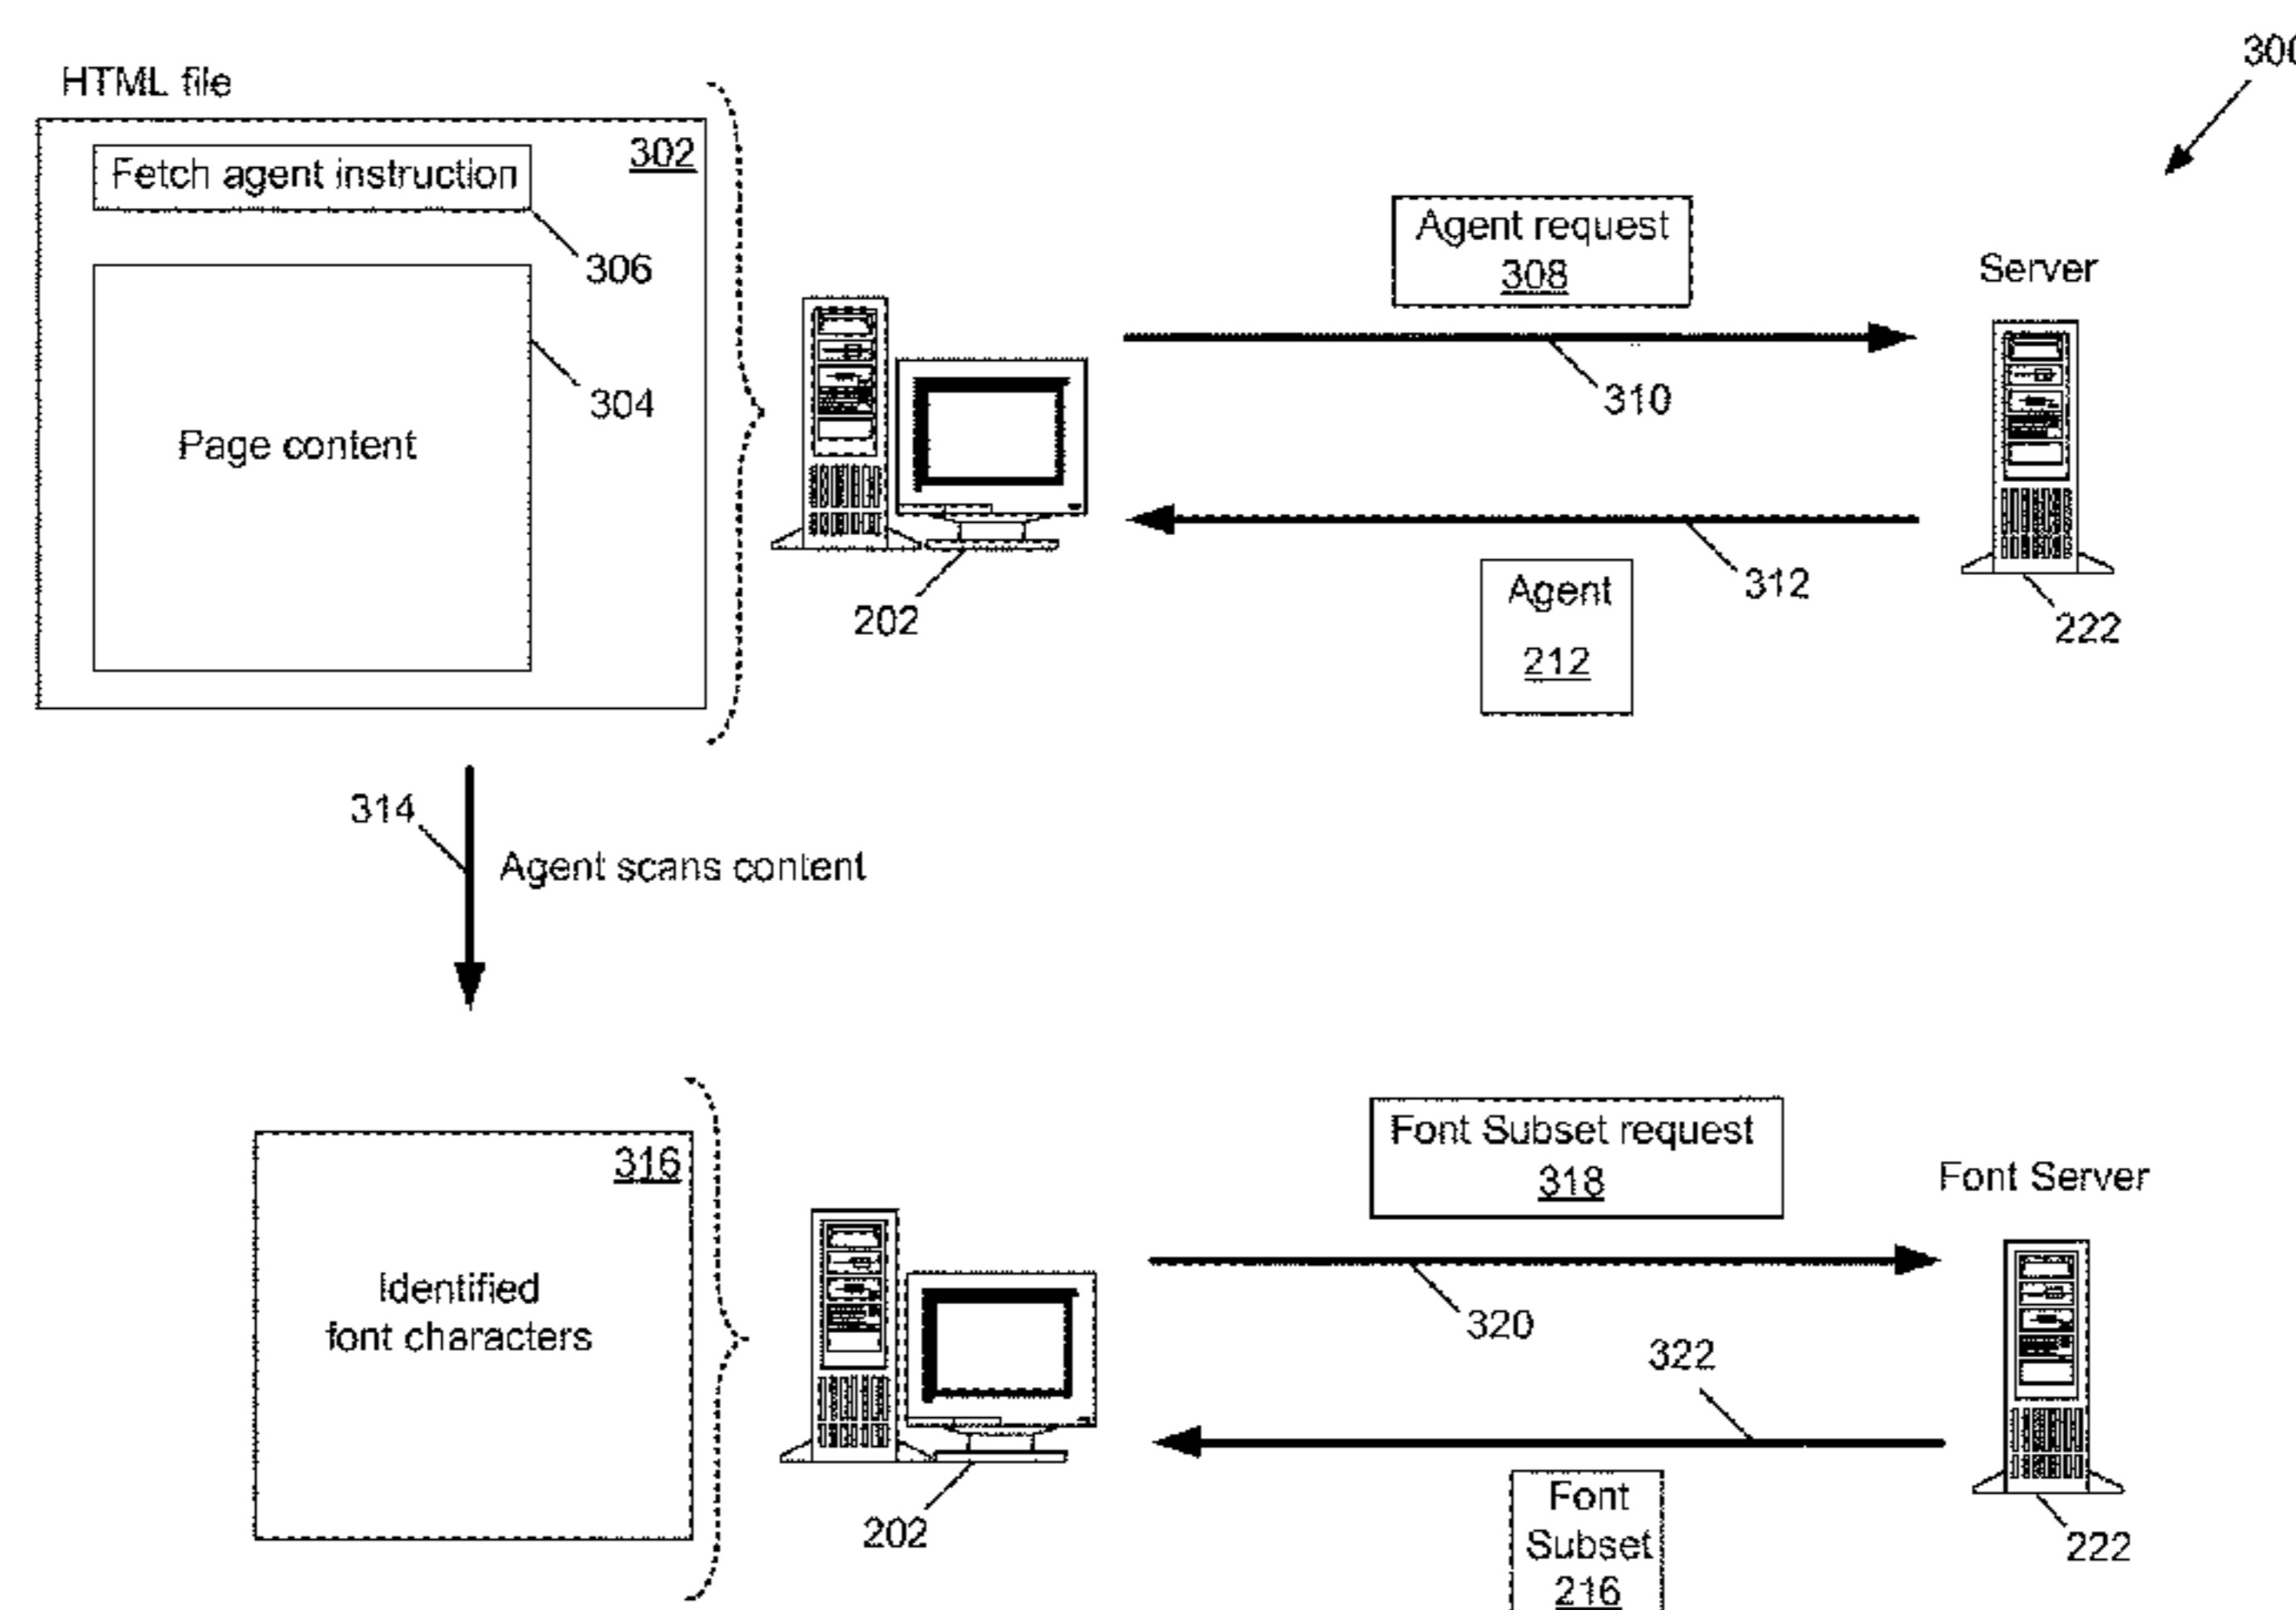 300
HTML file
302
Fetch agent instruction
306
304
Page content
202
Agent request
308
310
Server
312
Agent
212
222
314
Agent scans content
316
Identified
font characters
202
Font Subset request
318
320
Font Server
322
Font
Subset
216
222